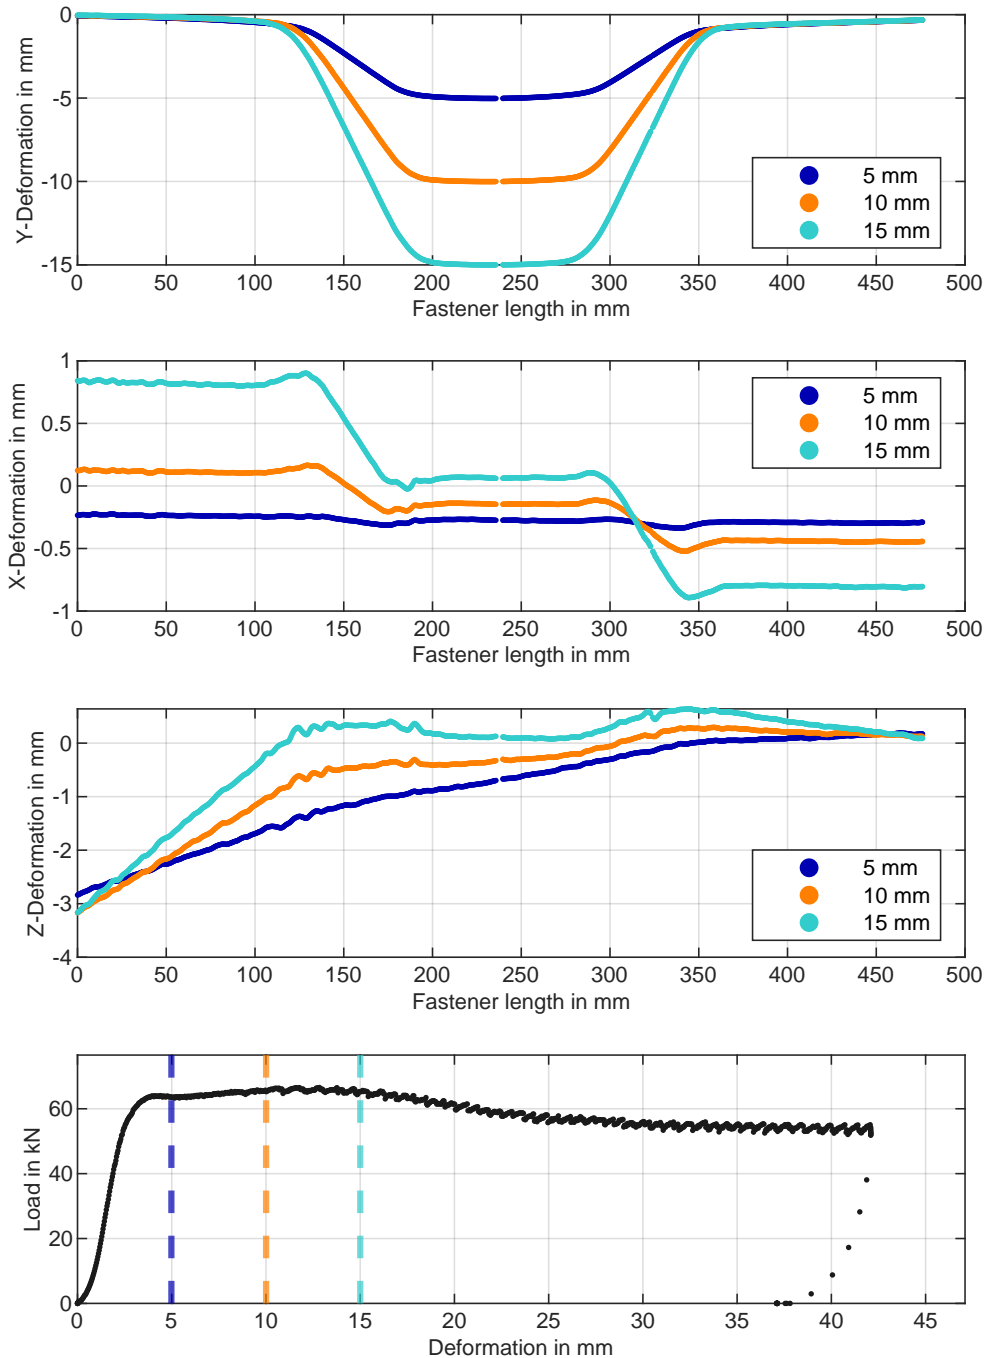 0
-5
-10
-15
Y-Deformation in mm
5 mm
10 mm
15 mm
0 50 100 150 200 250 300 350 400 450 500
Fastener length in mm
1
0.5
0
-0.5
-1
X-Deformation in mm
5 mm
10 mm
15 mm
0 50 100 150 200 250 300 350 400 450 500
Fastener length in mm
0
-1
-2
-3
-4
Z-Deformation in mm
5 mm
10 mm
15 mm
0 50 100 150 200 250 300 350 400 450 500
Fastener length in mm
60
40
20
0
Load in kN
0 5 10 15 20 25 30 35 40 45
Deformation in mm